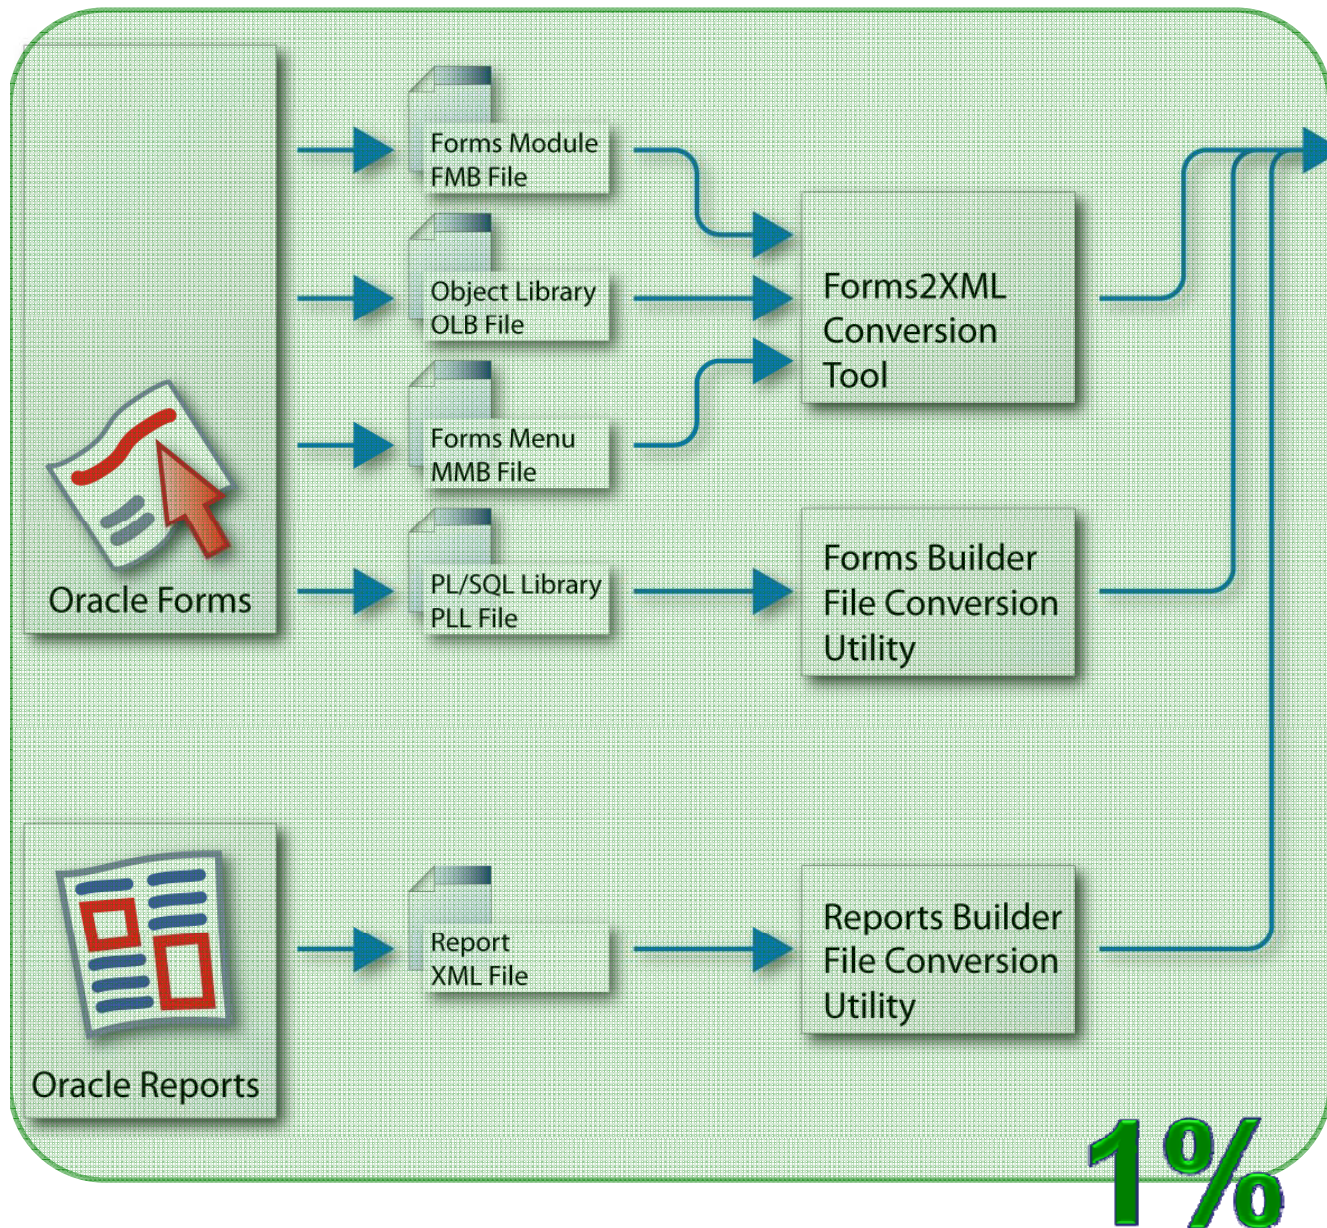 Forms Module
FMB File
Object Library
OLB File
Forms2XML
Conversion
Tool
Forms Menu
MMB File
Oracle Forms
PL/SQL Library
PLL File
Forms Builder
File Conversion
Utility
Report
XML File
Reports Builder
File Conversion
Utility
Oracle Reports
1%